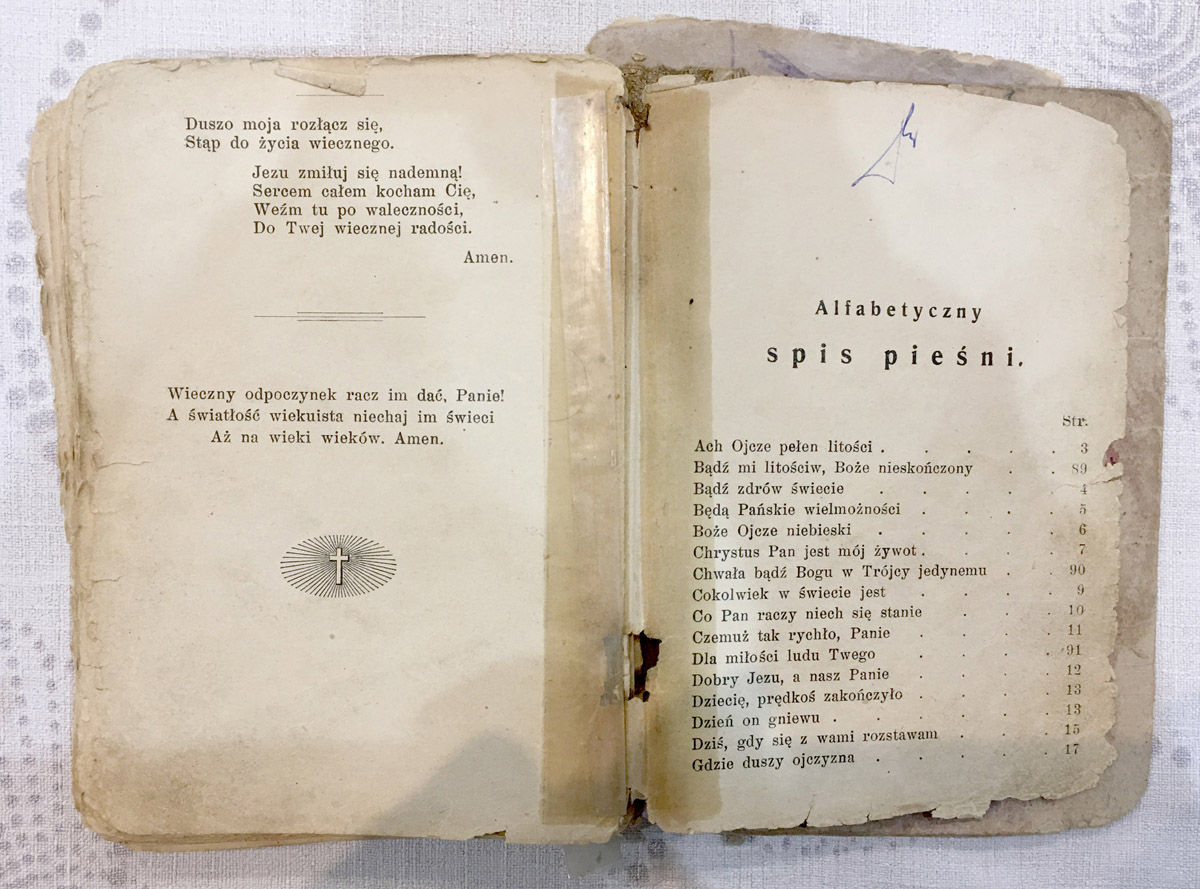 Duszo moja rozłącz się,
Stąp do życia wiecznego.
Jezu zmiłuj się nademną!
Sercem całem kocham Cię,
Weźm tu po waleczności,
Do Twej wiecznej radości.
Amen.
Wieczny odpoczynek racz im dać, Panie!
A światłość wiekuista niechaj im świeci
Aż na wieki wieków. Amen.
Alfabetyczny
spis pieśni.
Str.
Ach Ojcze pełen litości . . . . . 3
Bądź mi litościw, Boże nieskończony . . 89
Bądź zdrów świecie . . . . . 4
Będą Pańskie wielmożności . . . . 5
Boże Ojcze niebieski . . . . . 6
Chrystus Pan jest mój żywot . . . . 7
Chwała bądź Bogu w Trójcy jedynemu . . 90
Cokolwiek w świecie jest . . . . 9
Co Pan raczy niech się stanie . . . 10
Czemuż tak rychło, Panie . . . . 11
Dla miłości ludu Twego . . . . 91
Dobry Jezu, a nasz Panie . . . . 12
Dziecię, prędkoś zakończyło . . . . 13
Dzień on gniewu . . . . . . 13
Dziś, gdy się z wami rozstawam . . . 15
Gdzie duszy ojczyzna . . . . . 17